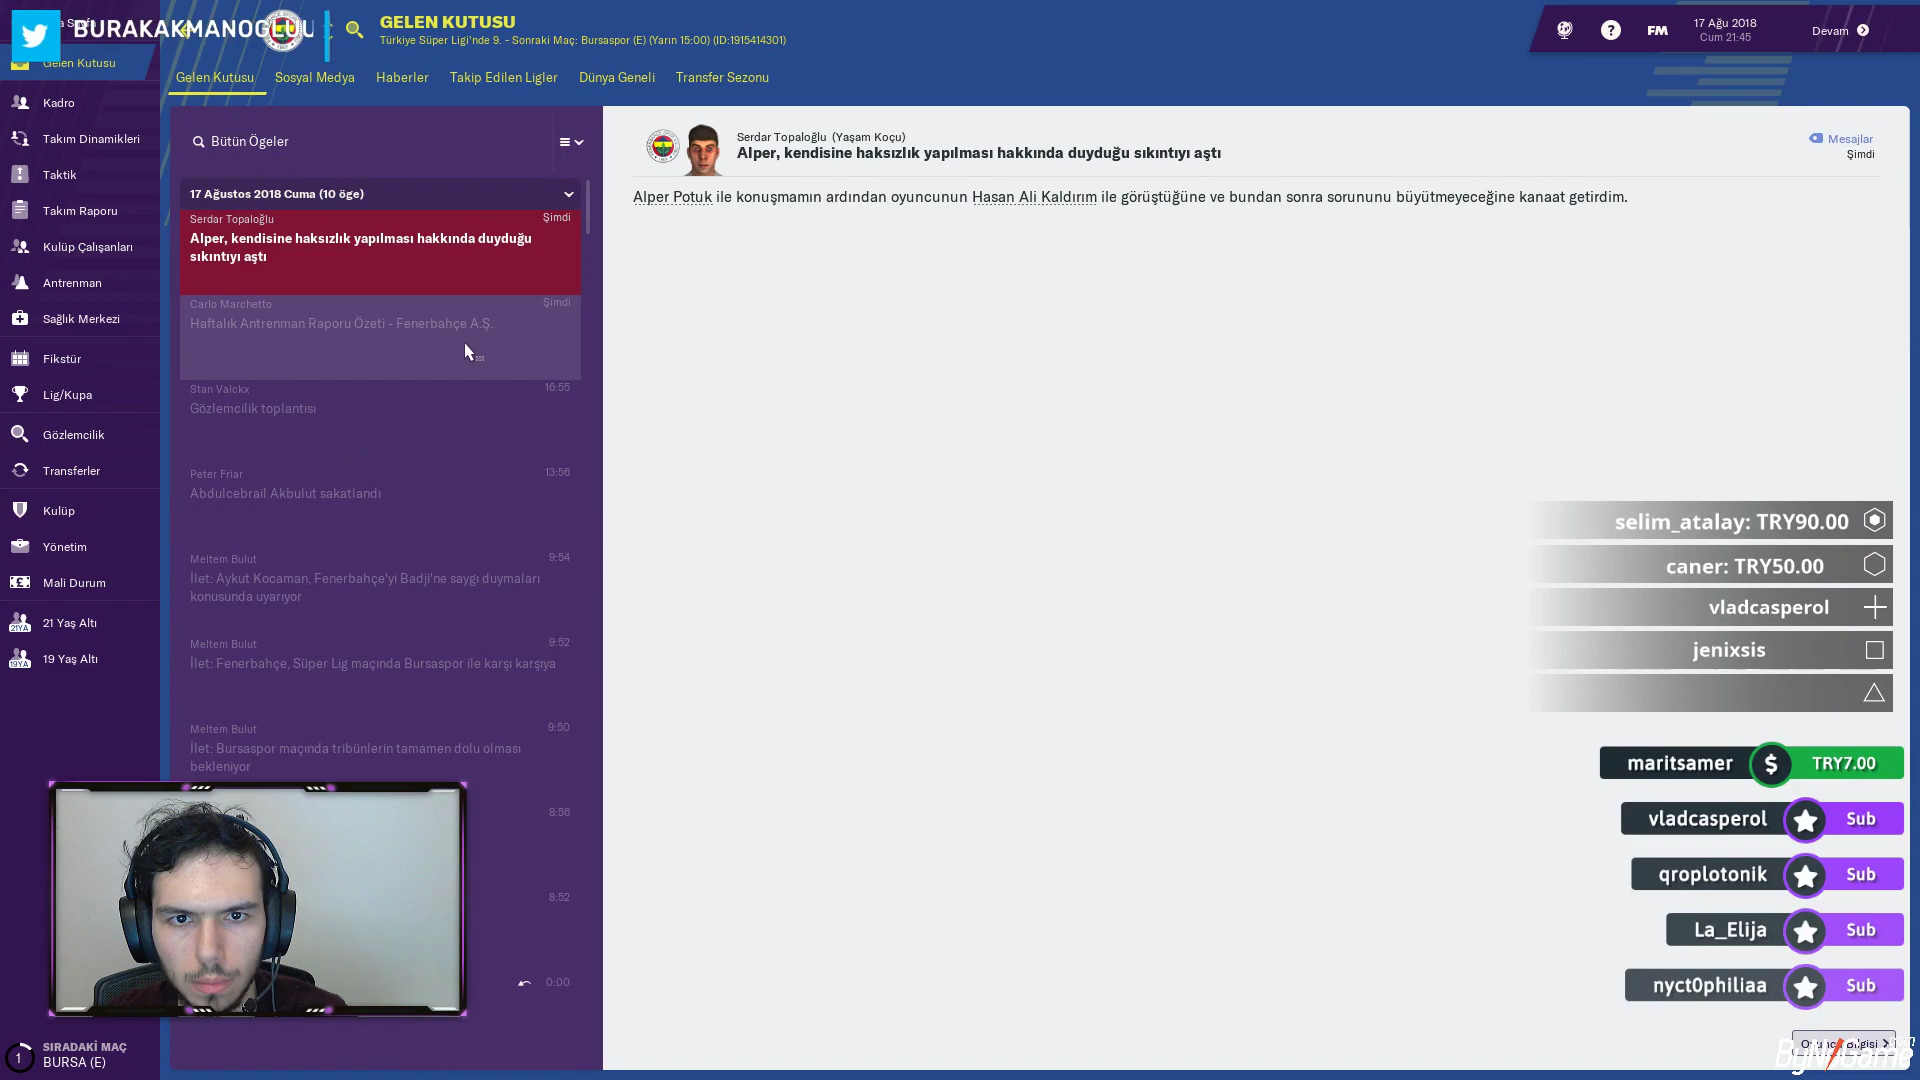 BURAKAKMANOGLU
GELEN KUTUSU
Türkiye Süper Ligi'nde 9. - Sonraki Maç: Bursaspor (E) (Yarın 15:00) (ID:1915414301)
FM
17 Ağu 2018
Cum 21:45
Devam
Gelen Kutusu
Gelen Kutusu
Sosyal Medya
Haberler
Takip Edilen Ligler
Dünya Geneli
Transfer Sezonu
Kadro
Takım Dinamikleri
Taktik
Takım Raporu
Kulüp Çalışanları
Antrenman
Sağlık Merkezi
Fikstür
Lig/Kupa
Gözlemcilik
Transferler
Kulüp
Yönetim
Mali Durum
21YA
21 Yaş Altı
19YA
19 Yaş Altı
1
SIRADAKİ MAÇ
BURSA (E)
Bütün Ögeler
17 Ağustos 2018 Cuma (10 öge)
Serdar Topaloğlu
Şimdi
Alper, kendisine haksızlık yapılması hakkında duyduğu
sıkıntıyı aştı
Carlo Marchetto
Şimdi
Haftalık Antrenman Raporu Özeti - Fenerbahçe A.Ş.
Stan Valckx
16:55
Gözlemcilik toplantısı
Peter Friar
13:56
Abdulcebrail Akbulut sakatlandı
Meltem Bulut
9:54
İlet: Aykut Kocaman, Fenerbahçe'yi Badji'ne saygı duymaları
konusunda uyarıyor
Meltem Bulut
9:52
İlet: Fenerbahçe, Süper Lig maçında Bursaspor ile karşı karşıya
Meltem Bulut
9:50
İlet: Bursaspor maçında tribünlerin tamamen dolu olması
bekleniyor
8:56
8:52
0:00
Serdar Topaloğlu (Yaşam Koçu)
Alper, kendisine haksızlık yapılması hakkında duyduğu sıkıntıyı aştı
Mesajlar
Şimdi
Alper Potuk ile konuşmamın ardından oyuncunun Hasan Ali Kaldırım ile görüştüğüne ve bundan sonra sorununu büyütmeyeceğine kanaat getirdim.
selim_atalay: TRY90.00
caner: TRY50.00
vladcasperol
jenixsis
maritsamer $ TRY7.00
vladcasperol Sub
qroplotonik Sub
La_Elija Sub
nyct0philiaa Sub
ByNoGame